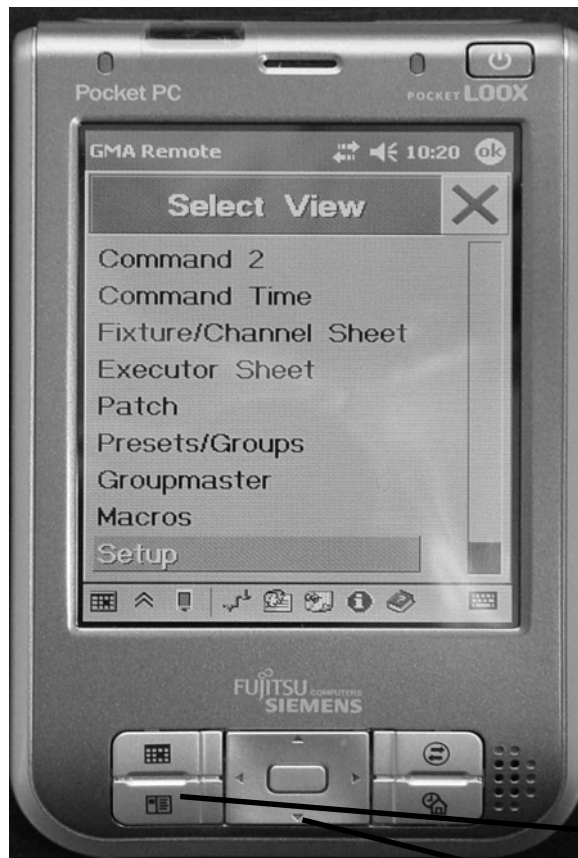 Pocket PC
POCKET LOOX
GMA Remote 10:20 ok
Select View
Command 2
Command Time
Fixture/Channel Sheet
Executor Sheet
Patch
Presets/Groups
Groupmaster
Macros
Setup
FUJITSU COMPUTERS
SIEMENS